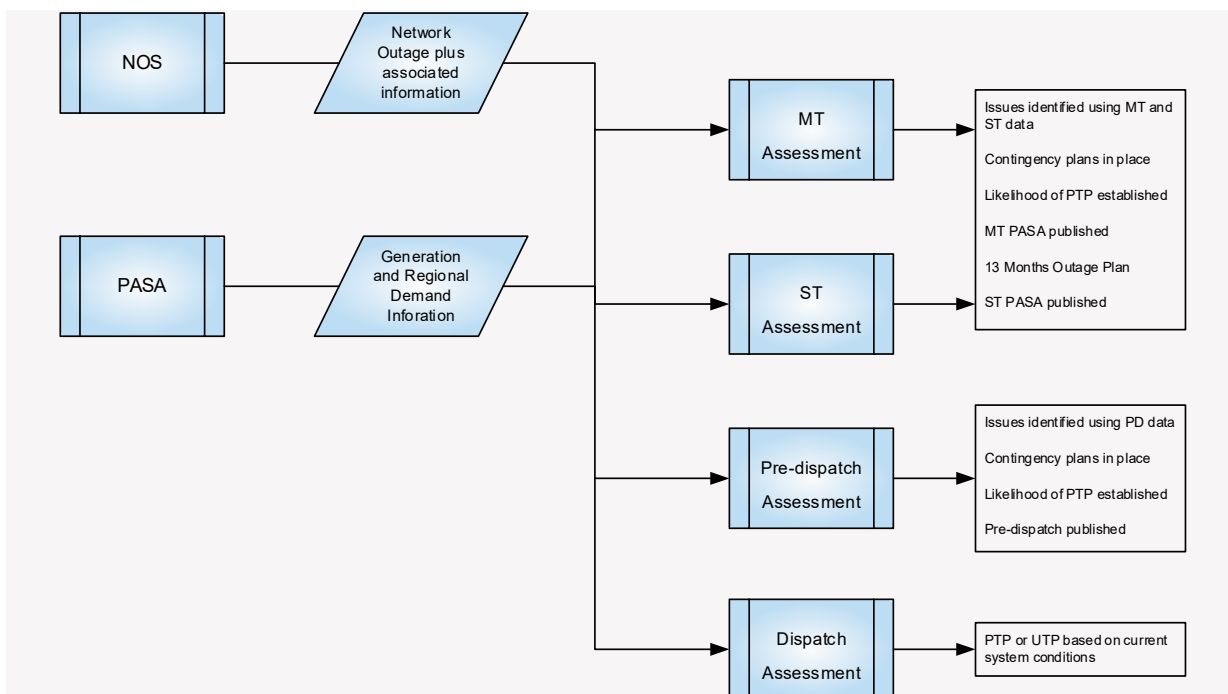 NOS
Network
Outage plus
associated
information
MT
Assessment
Issues identified using MT and
ST data
Contingency plans in place
Likelihood of PTP established
MT PASA published
13 Months Outage Plan
ST PASA published
PASA
Generation
and Regional
Demand
Inforation
ST
Assessment
Pre-dispatch
Assessment
Issues identified using PD data
Contingency plans in place
Likelihood of PTP established
Pre-dispatch published
Dispatch
Assessment
PTP or UTP based on current
system conditions